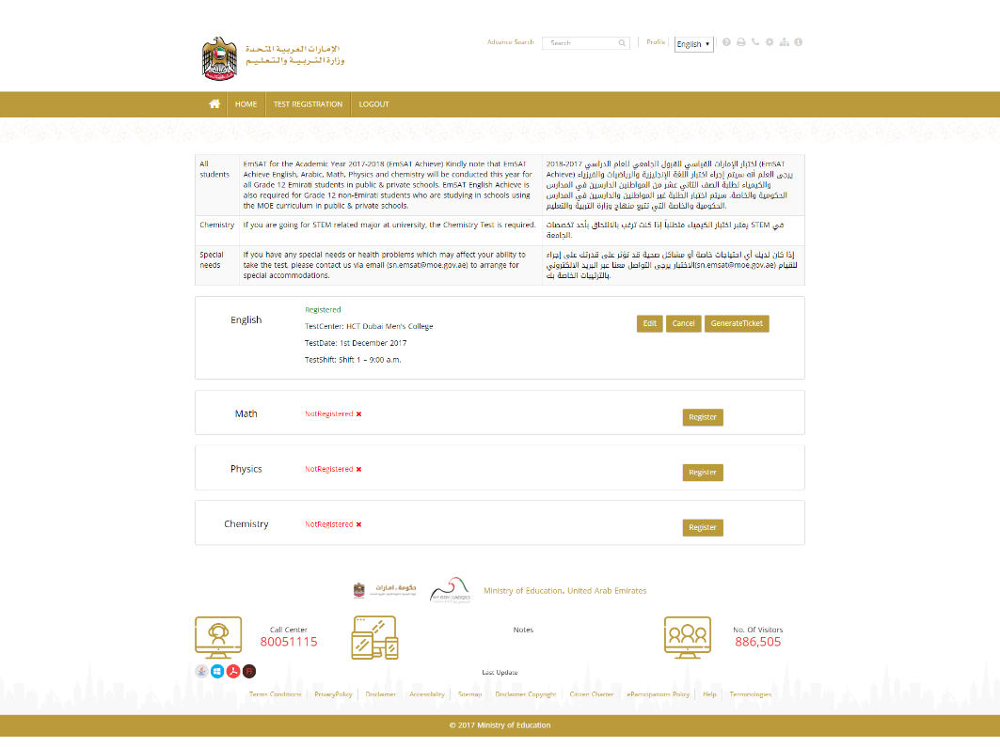 الإمارات العربية المتحدة
وزارة التربية والتعليم
Advance Search
Search
Profile
English
HOME
TEST REGISTRATION
LOGOUT
All students
EmSAT for the Academic Year 2017-2018 (EmSAT Achieve) Kindly note that EmSAT
Achieve English, Arabic, Math, Physics and chemistry will be conducted this year for
all Grade 12 Emirati students in public & private schools. EmSAT English Achieve is
also required for Grade 12 non-Emirati students who are studying in schools using
the MOE curriculum in public & private schools.
اختبار الإمارات القياسي للقبول الجامعي للعام الدراسي 2017-2018 (EmSAT
Achieve) يرجى العلم أنه سيتم إجراء اختبار اللغة الإنجليزية والرياضيات والفيزياء
والكيمياء لطلبة الصف الثاني عشر من المواطنين الدارسين في المدارس
الحكومية والخاصة. سيتم اختبار الطلبة غير المواطنين والدارسين في المدارس
الحكومية والخاصة التي تتبع منهاج وزارة التربية والتعليم.
Chemistry
If you are going for STEM related major at university, the Chemistry Test is required.
يعتبر اختبار الكيمياء متطلباً إذا كنت ترغب بالالتحاق بأحد تخصصات STEM في
الجامعة.
Special needs
If you have any special needs or health problems which may affect your ability to
take the test, please contact us via email (sn.emsat@moe.gov.ae) to arrange for
special accommodations.
إذا كان لديك أي احتياجات خاصة أو مشاكل صحية قد تؤثر على قدرتك على إجراء
الاختبار يرجى التواصل معنا عبر البريد الالكتروني(sn.emsat@moe.gov.ae) للقيام
بالترتيبات الخاصة بك.
English
Registered
TestCenter: HCT Dubai Men's College
TestDate: 1st December 2017
TestShift: Shift 1 – 9:00 a.m.
Edit
Cancel
GenerateTicket
Math
NotRegistered
Register
Physics
NotRegistered
Register
Chemistry
NotRegistered
Register
حكومة.امارات
Ministry of Education, United Arab Emirates
Call Center
80051115
Notes
No. Of Visitors
886,505
Last Update
Terms Conditions
PrivacyPolicy
Disclaimer
Accessibility
Sitemap
Disclaimer Copyright
Citizen Charter
eParticipations Policy
Help
Terminologies
© 2017 Ministry of Education